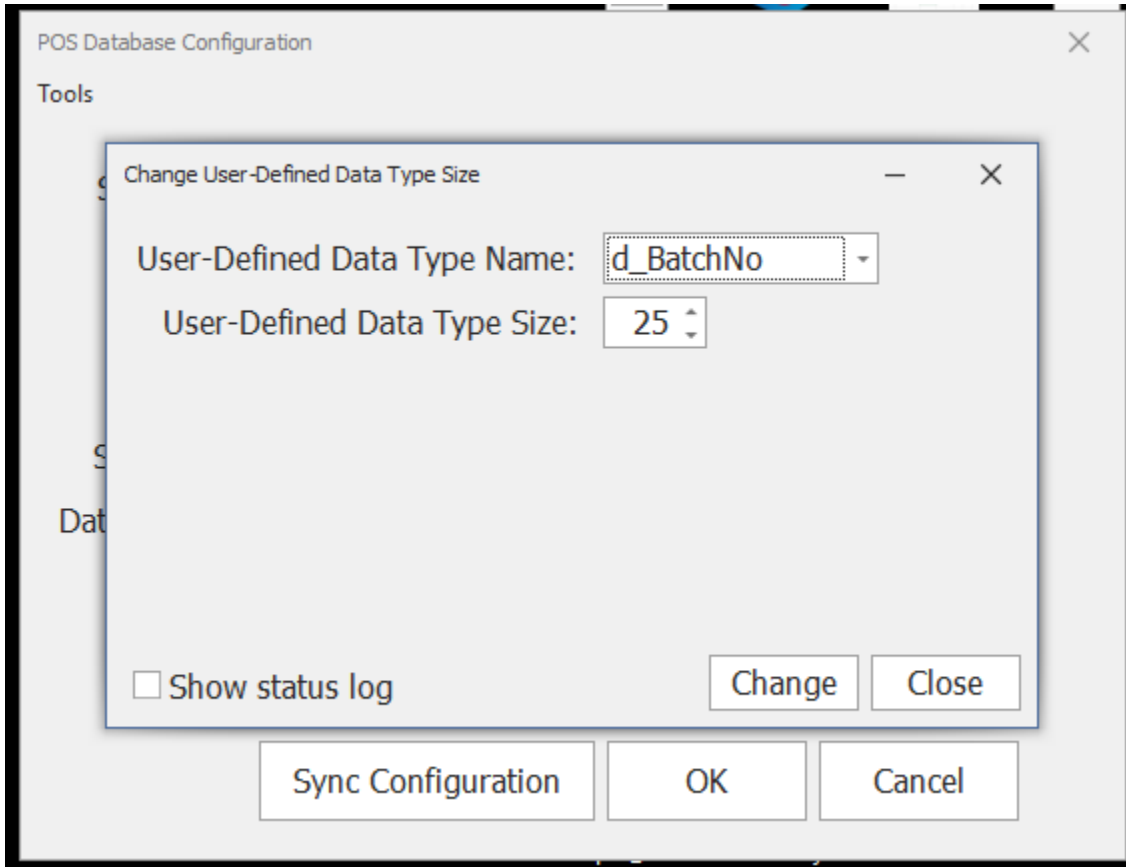 POS Database Configuration
Tools
Change User-Defined Data Type Size
User-Defined Data Type Name: d_BatchNo
User-Defined Data Type Size: 25
Dat
Show status log
Change
Close
Sync Configuration
OK
Cancel